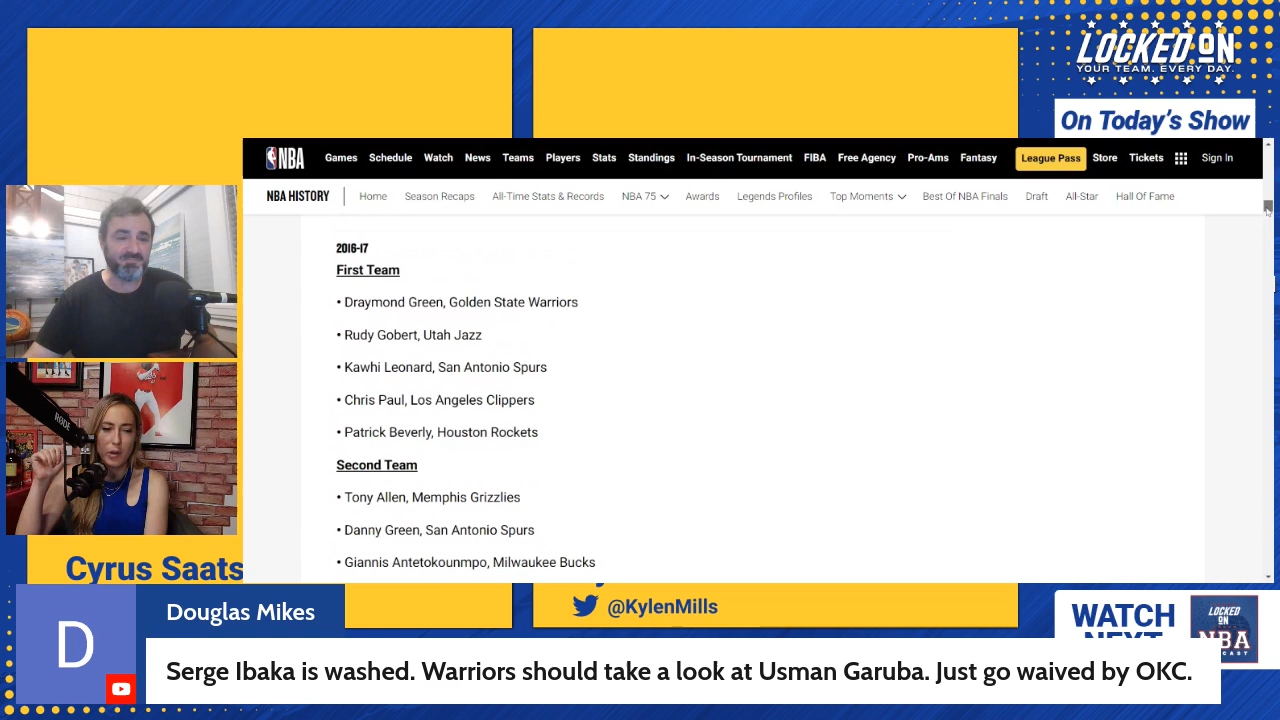 LOCKED ON
YOUR TEAM. EVERY DAY.
On Today's Show
NBA
Games
Schedule
Watch
News
Teams
Players
Stats
Standings
In-Season Tournament
FIBA
Free Agency
Pro-Ams
Fantasy
League Pass
Store
Tickets
Sign In
NBA HISTORY
Home
Season Recaps
All-Time Stats & Records
NBA 75
Awards
Legends Profiles
Top Moments
Best Of NBA Finals
Draft
All-Star
Hall Of Fame
2016-17
First Team
• Draymond Green, Golden State Warriors
• Rudy Gobert, Utah Jazz
• Kawhi Leonard, San Antonio Spurs
• Chris Paul, Los Angeles Clippers
• Patrick Beverly, Houston Rockets
Second Team
• Tony Allen, Memphis Grizzlies
• Danny Green, San Antonio Spurs
• Giannis Antetokounmpo, Milwaukee Bucks
RODE
Cyrus Saats
@KylenMills
WATCH
NEXT
LOCKED
ON
NBA
D
Douglas Mikes
Serge Ibaka is washed. Warriors should take a look at Usman Garuba. Just go waived by OKC.